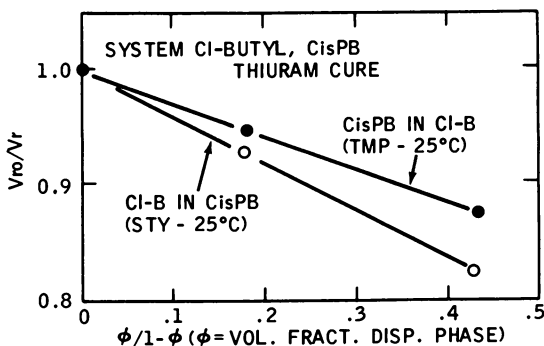 SYSTEM Cl-BUTYL, CisPB
THIURAM CURE
1.0
0.9
0.8
Vro/Vr
CisPB IN Cl-B
(TMP - 25°C)
Cl-B IN CisPB
(STY - 25°C)
0 .1 .2 .3 .4 .5
ϕ/1-ϕ (ϕ= VOL. FRACT. DISP. PHASE)